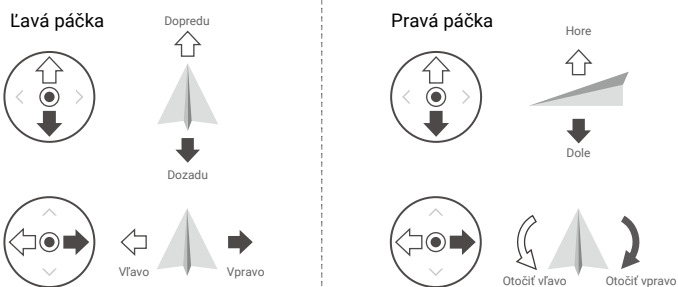 Ľavá páčka
Dopredu
Dozadu
Vľavo
Vpravo
Pravá páčka
Hore
Dole
Otočiť vľavo
Otočiť vpravo